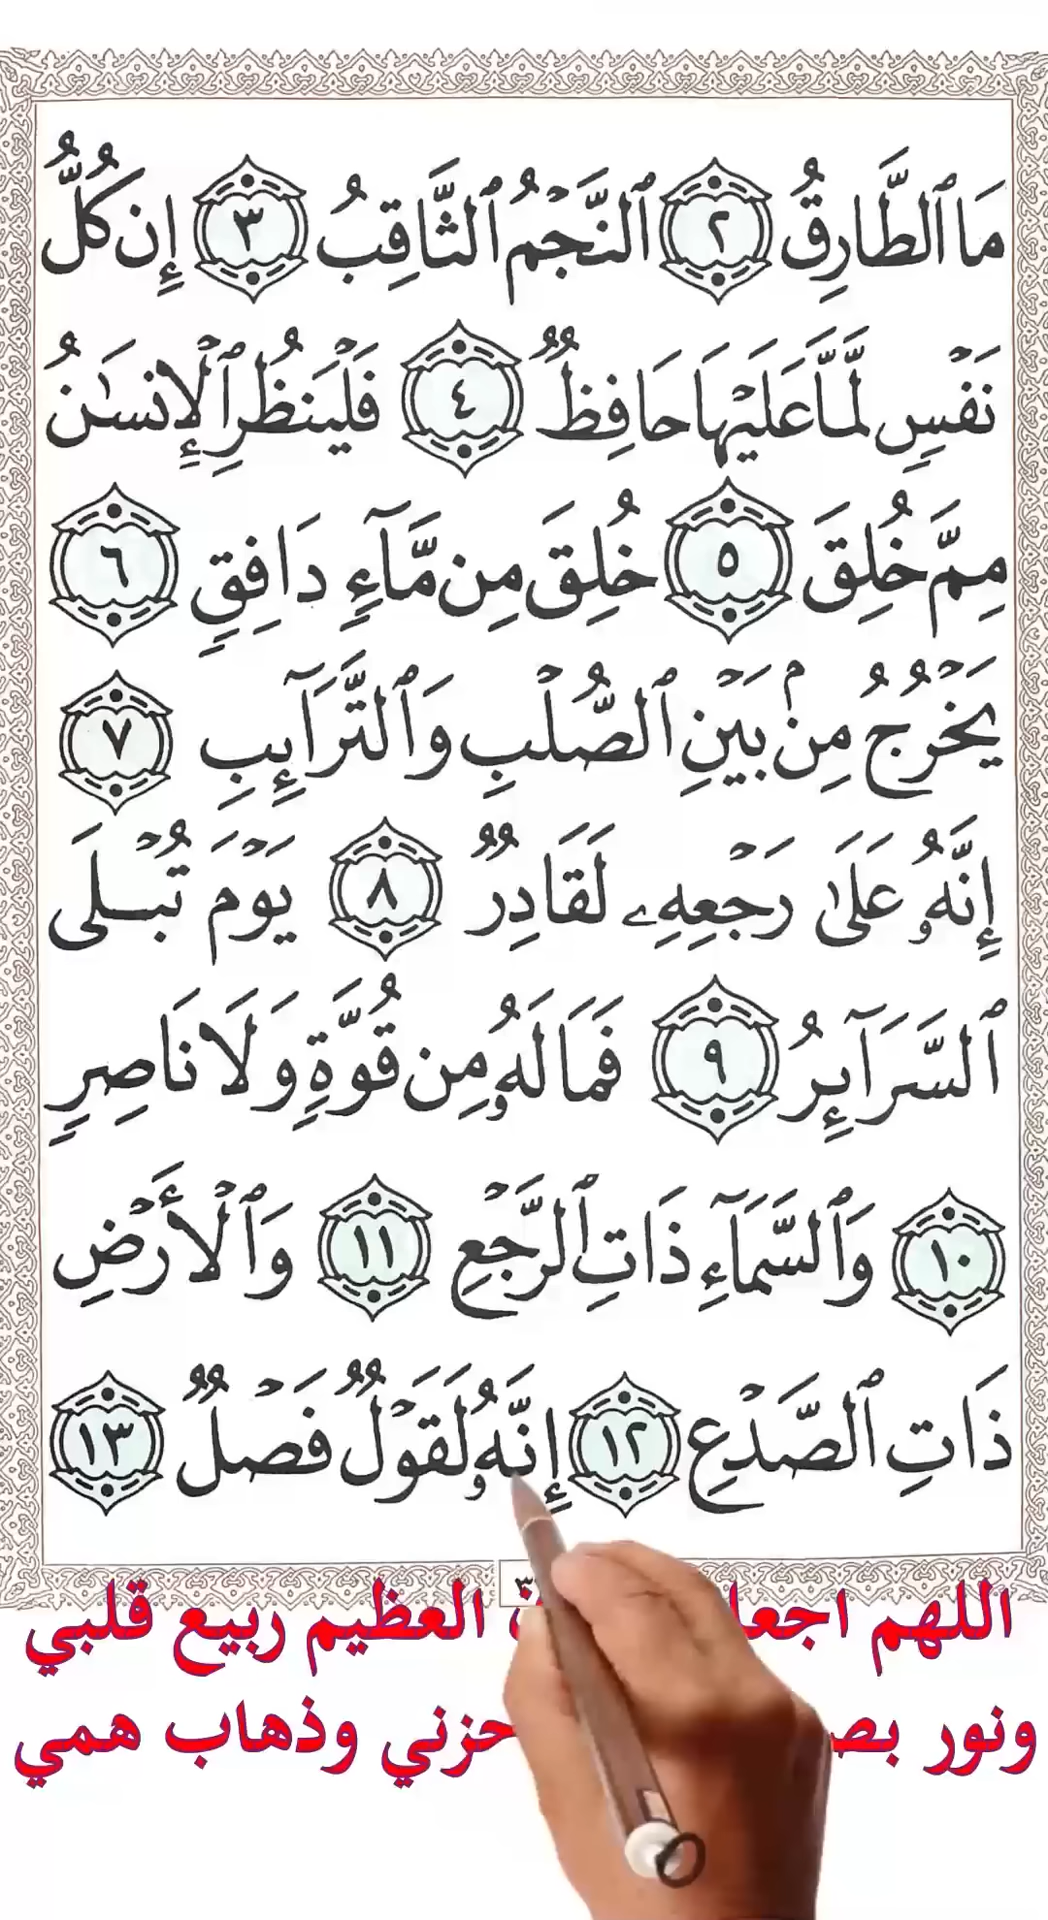 مَا ٱلطَّارِقُ ٢ ٱلنَّجْمُ ٱلثَّاقِبُ ٣ إِن كُلُّ
نَفْسٍ لَّمَّا عَلَيْهَا حَافِظٌ ٤ فَلْيَنظُرِ ٱلْإِنسَٰنُ
مِمَّ خُلِقَ ٥ خُلِقَ مِن مَّآءٍ دَافِقٍ ٦
يَخْرُجُ مِنۢ بَيْنِ ٱلصُّلْبِ وَٱلتَّرَآئِبِ ٧
إِنَّهُۥ عَلَىٰ رَجْعِهِۦ لَقَادِرٌ ٨ يَوْمَ تُبْلَى
ٱلسَّرَآئِرُ ٩ فَمَا لَهُۥ مِن قُوَّةٍ وَلَا نَاصِرٍ
١٠ وَٱلسَّمَآءِ ذَاتِ ٱلرَّجْعِ ١١ وَٱلْأَرْضِ
ذَاتِ ٱلصَّدْعِ ١٢ إِنَّهُۥ لَقَوْلٌ فَصْلٌ ١٣
اللهم العظيم ربيع قلبي
ونور حزني وذهاب همي